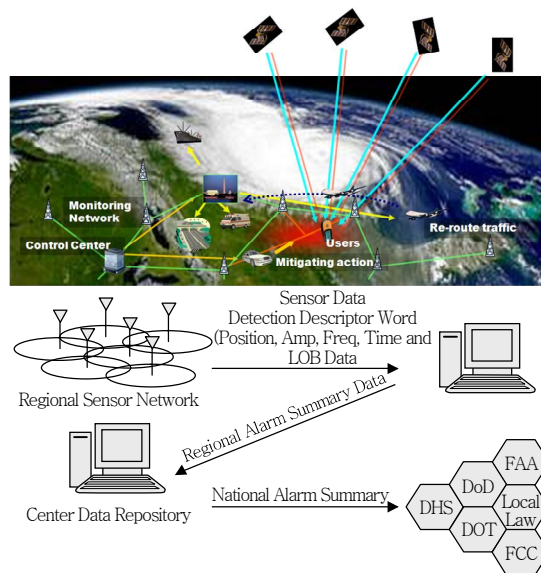 Monitoring
Network
Control Center
Users
Mitigating action
Re-route traffic
Sensor Data
Detection Descriptor Word
(Position, Amp, Freq, Time and
LOB Data
Regional Sensor Network
Regional Alarm Summary Data
Center Data Repository
National Alarm Summary
FAA
DoD
DHS
Local
Law
DOT
FCC